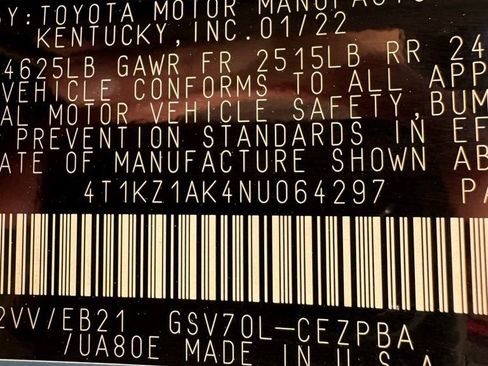 Y:TOYOTA MOTOR MANUFACTU
KENTUCKY,INC.01/22
4625LB GAWR FR 2515LB RR 24
VEHICLE CONFORMS TO ALL APP
AL MOTOR VEHICLE SAFETY,BUM
PREVENTION STANDARDS IN EF
ATE OF MANUFACTURE SHOWN AB
4T1KZ1AK4NU064297 PA
2VV/EB21 GSV70L-CEZPBA
/UA80E MADE IN U.S.A